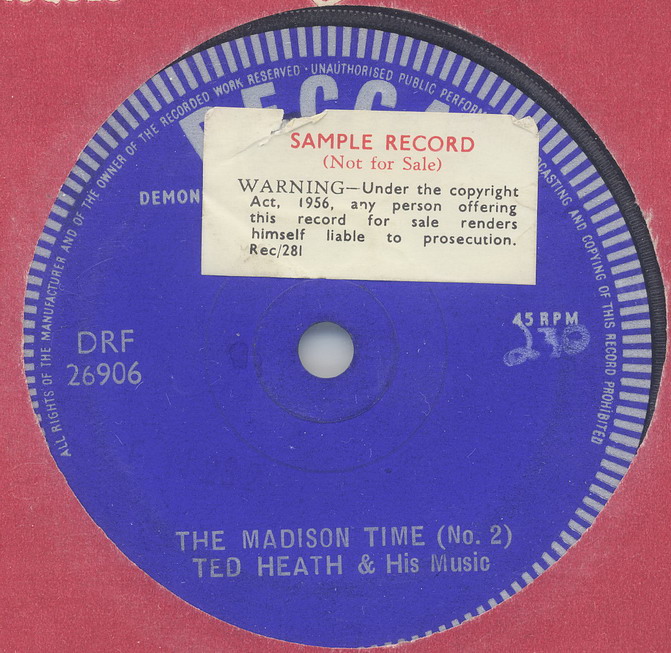 ALL RIGHTS OF THE MANUFACTURER AND OF THE OWNER OF THE RECORDED WORK RESERVED · UNAUTHORISED PUBLIC PERFORM
CASTING AND COPYING OF THIS RECORD PROHIBITED
DECCA
SAMPLE RECORD
(Not for Sale)
WARNING—Under the copyright
Act, 1956, any person offering
this record for sale renders
himself liable to prosecution.
Rec/281
DEMON
45 RPM
DRF
26906
THE MADISON TIME (No. 2)
TED HEATH & His Music